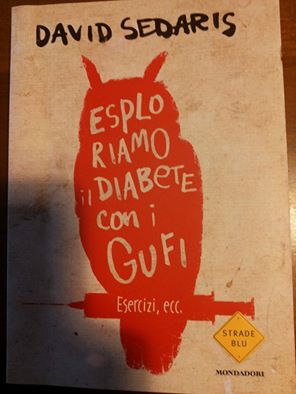 DAVID SEDARIS
ESPLO
RIAMO
il DIABETE
con i
GUFI
Esercizi, ecc.
STRADE
BLU
MONDADORI